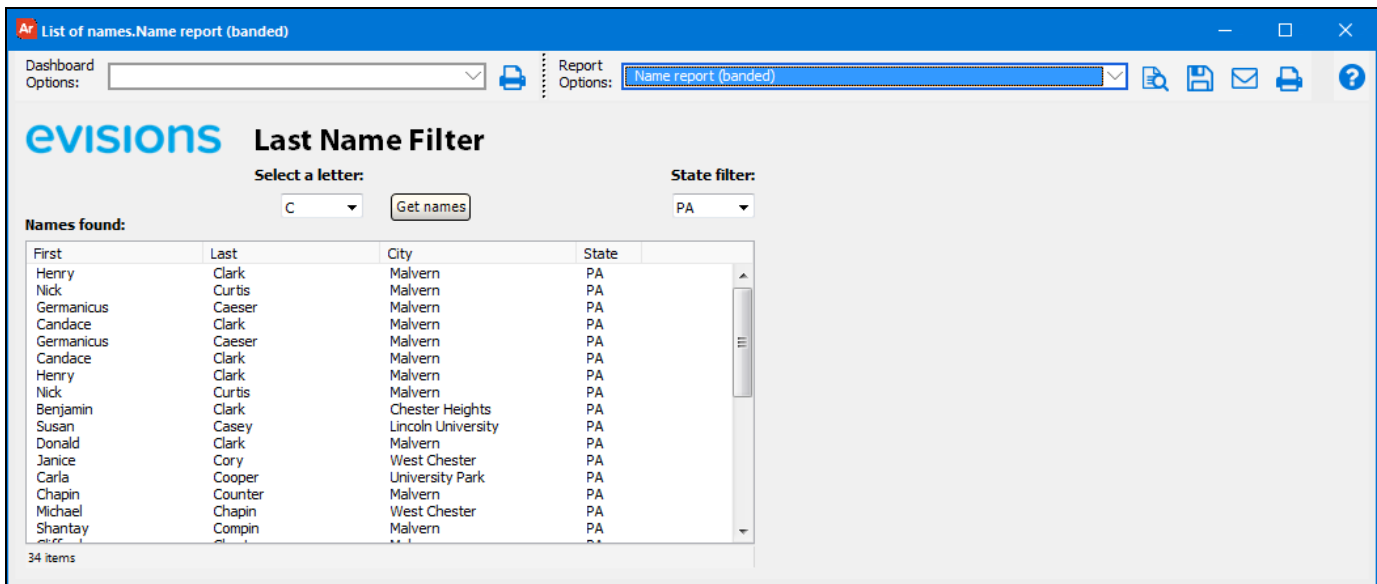 Ar List of names.Name report (banded)
Dashboard Options:
Report Options: Name report (banded)
evisions Last Name Filter
Select a letter: State filter:
C Get names PA
Names found:
First Last City State
Henry Clark Malvern PA
Nick Curtis Malvern PA
Germanicus Caeser Malvern PA
Candace Clark Malvern PA
Germanicus Caeser Malvern PA
Candace Clark Malvern PA
Henry Clark Malvern PA
Nick Curtis Malvern PA
Benjamin Clark Chester Heights PA
Susan Casey Lincoln University PA
Donald Clark Malvern PA
Janice Cory West Chester PA
Carla Cooper University Park PA
Chapin Counter Malvern PA
Michael Chapin West Chester PA
Shantay Compin Malvern PA
34 items